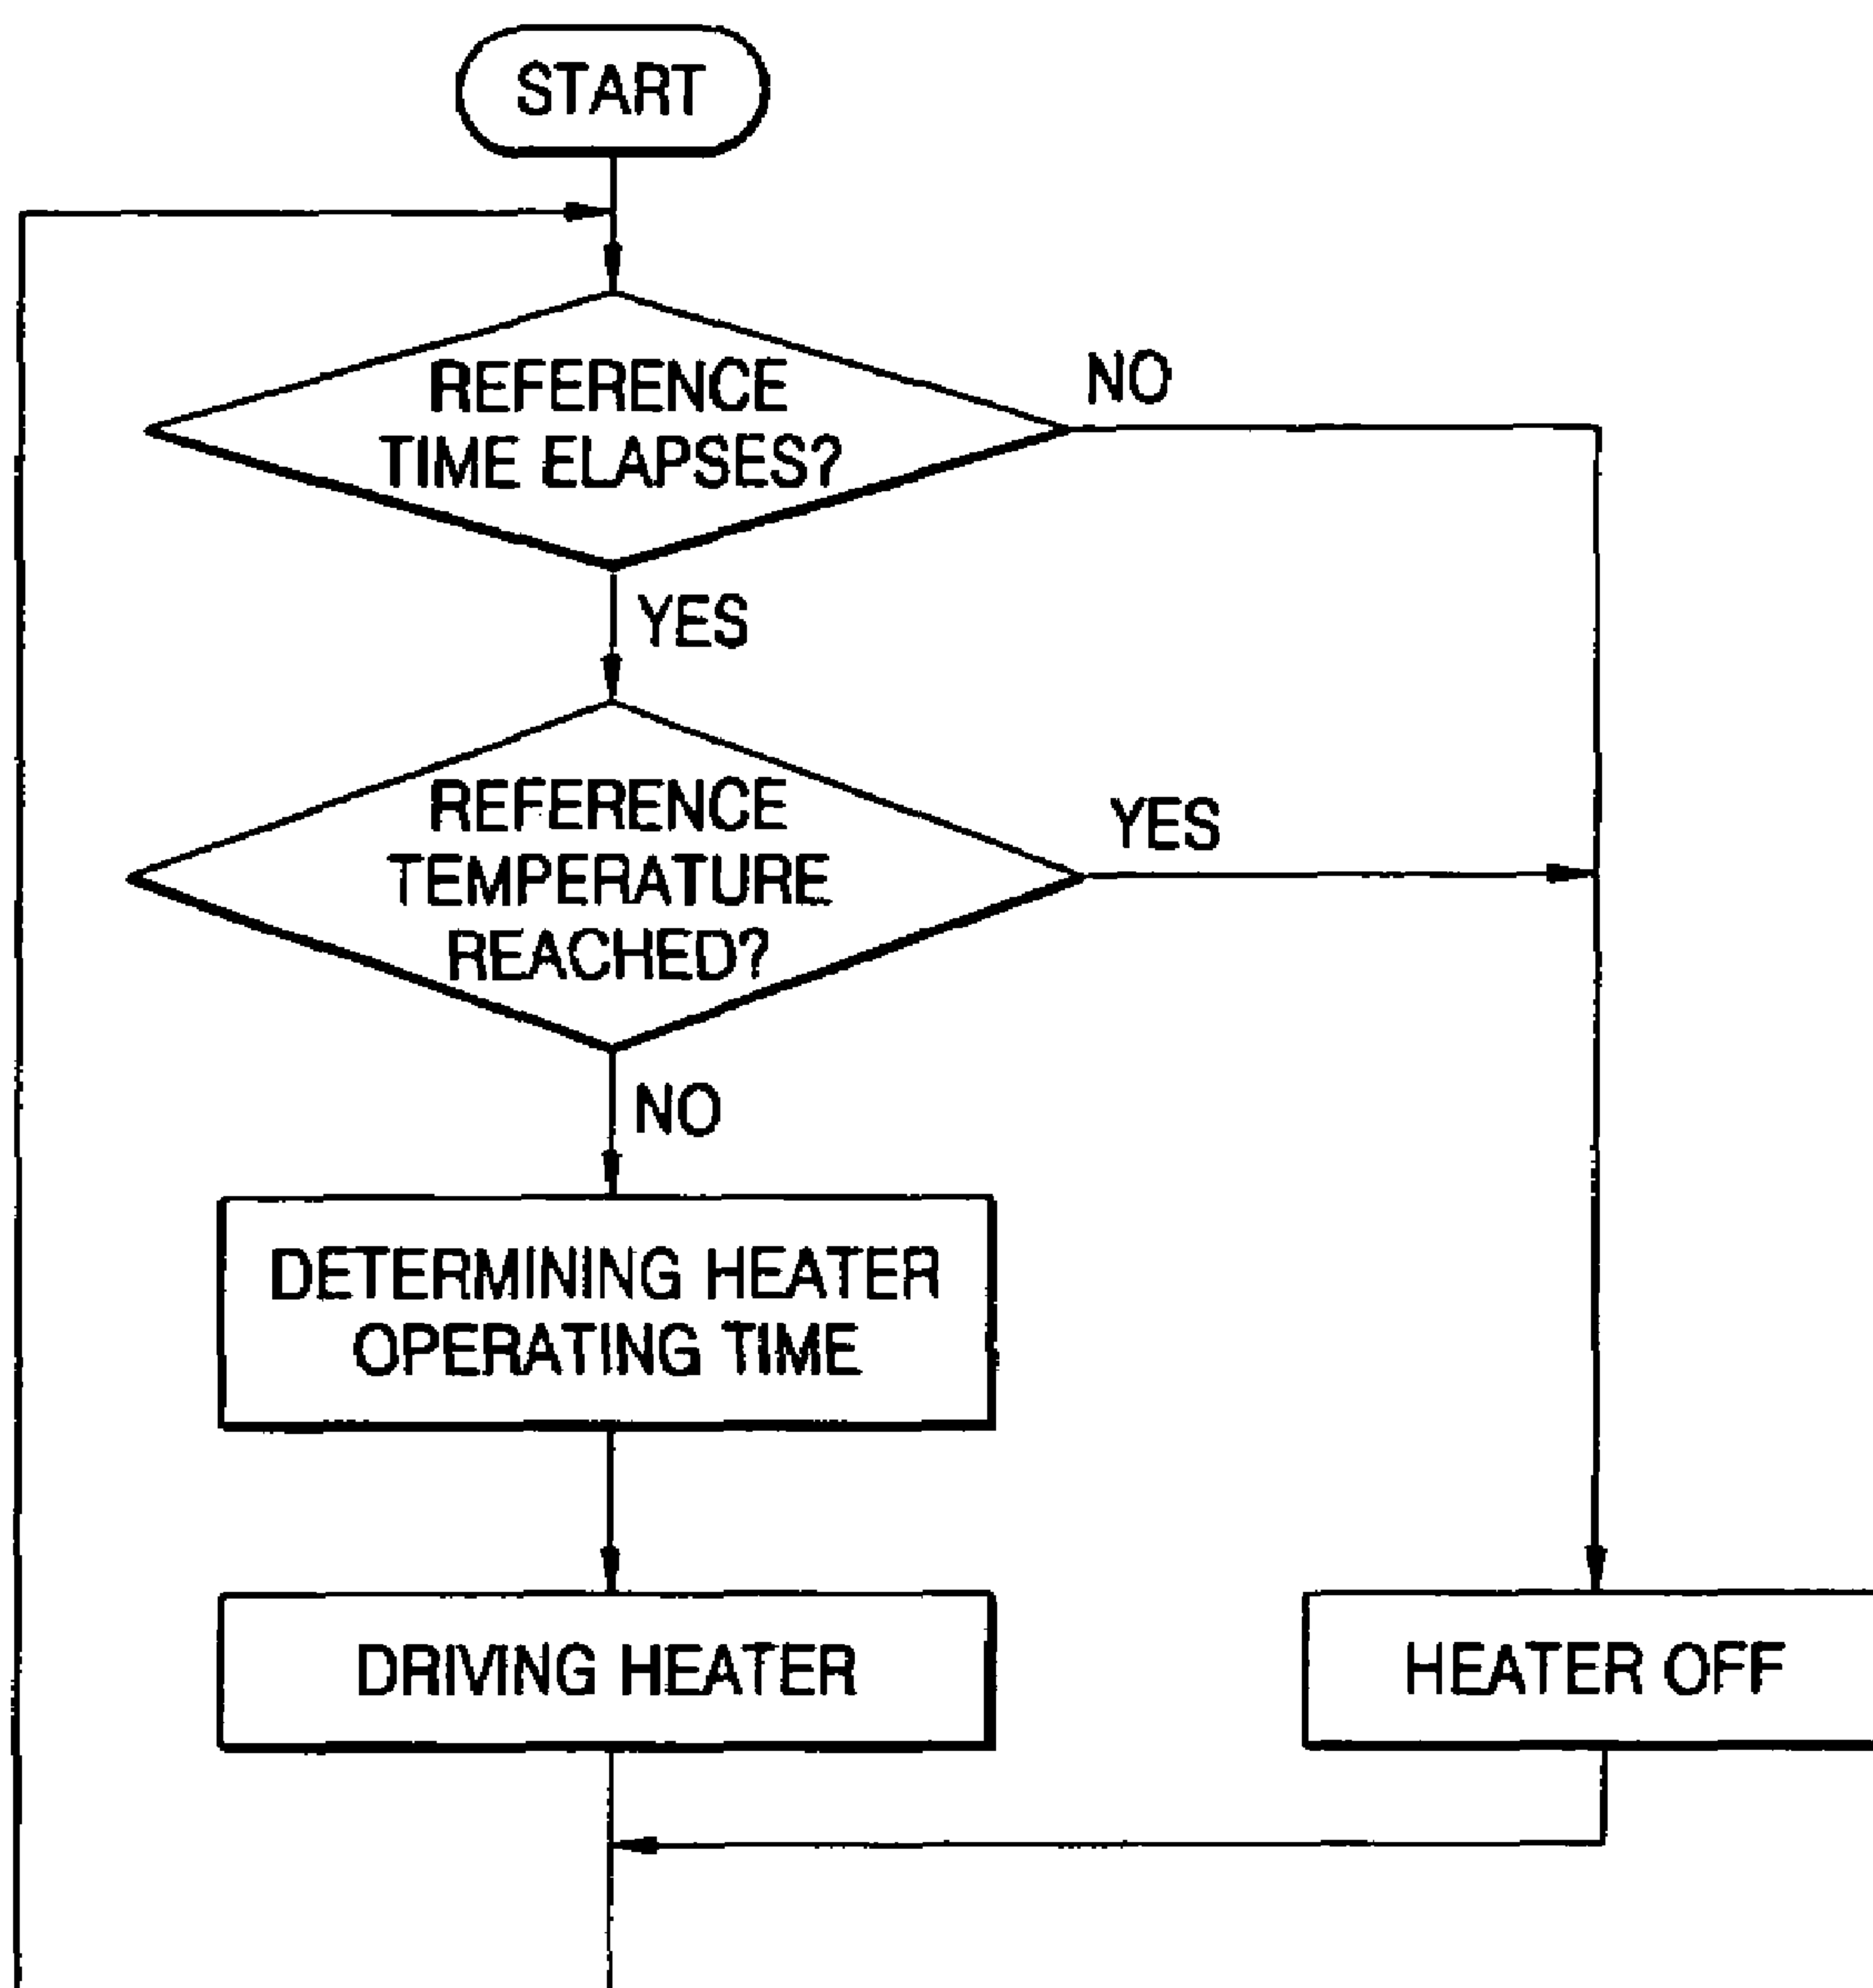 START
REFERENCE
TIME ELAPSES?
NO
YES
REFERENCE
TEMPERATURE
REACHED?
YES
NO
DETERMINING HEATER
OPERATING TIME
DRIVING HEATER
HEATER OFF